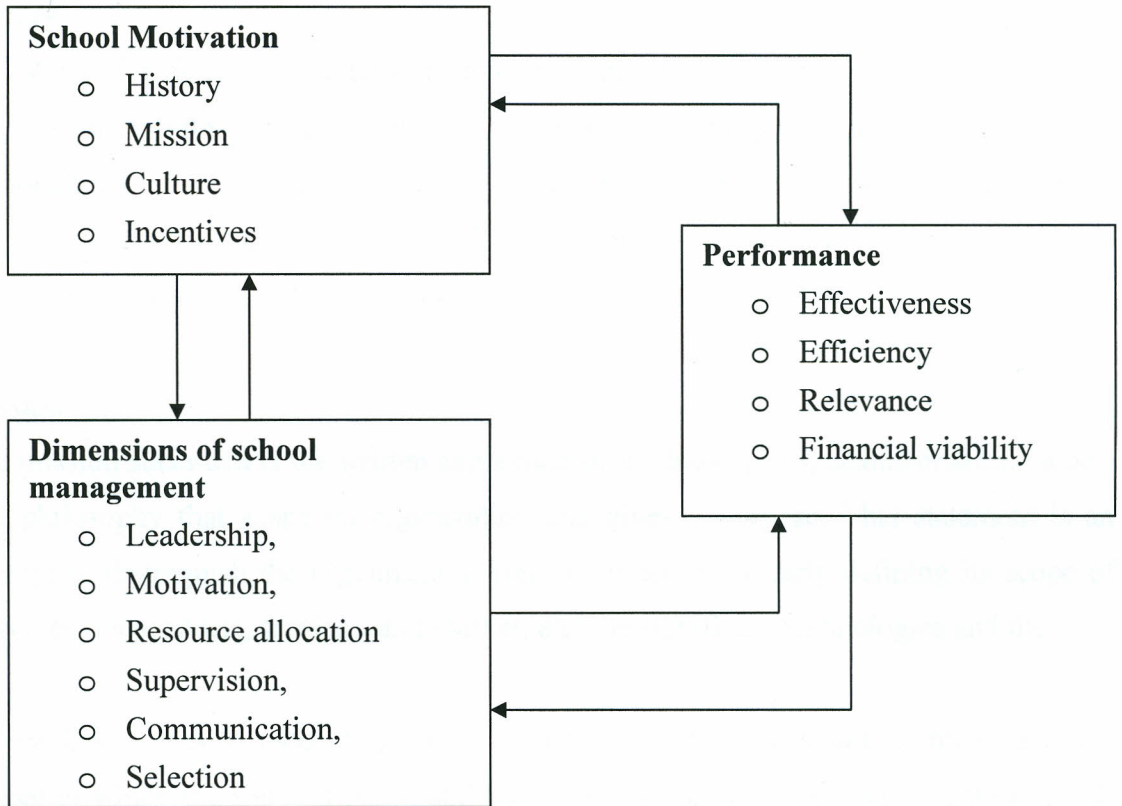 School Motivation
o History
o Mission
o Culture
o Incentives
Performance
o Effectiveness
o Efficiency
o Relevance
o Financial viability
Dimensions of school
management
o Leadership,
o Motivation,
o Resource allocation
o Supervision,
o Communication,
o Selection